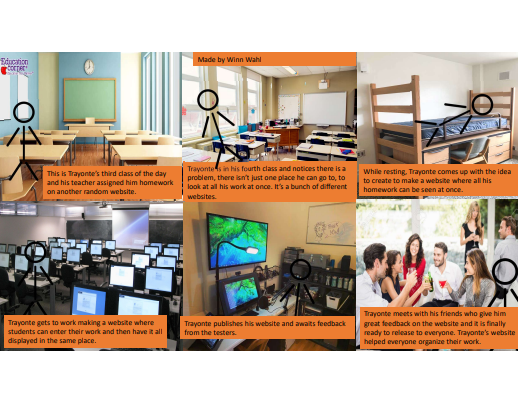 Education
corner
Made by Winn Wahl
This is Trayonte's third class of the day
and his teacher assigned him homework
on another random website.
Trayonte is in his fourth class and notices there is a
problem, there isn't just one place he can go to, to
look at all his work at once. It's a bunch of different
websites.
While resting, Trayonte comes up with the idea
to create to make a website where all his
homework can be seen at once.
Trayonte gets to work making a website where
students can enter their work and then have it all
displayed in the same place.
Trayonte publishes his website and awaits feedback
from the testers.
Trayonte meets with his friends who give him
great feedback on the website and it is finally
ready to release to everyone. Trayonte's website
helped everyone organize their work.